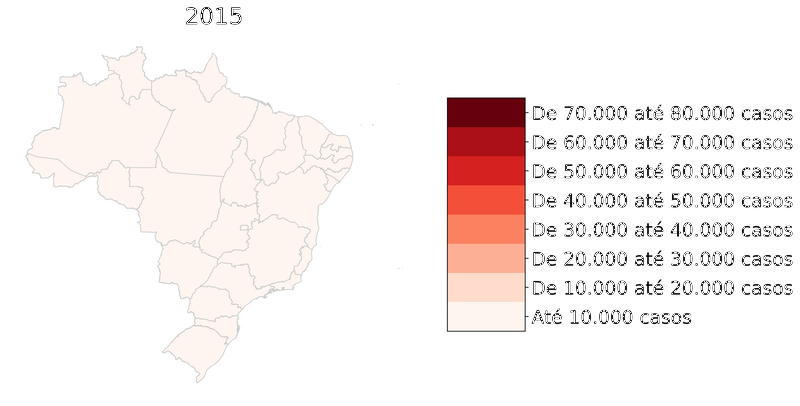 2015
De 70.000 até 80.000 casos
De 60.000 até 70.000 casos
De 50.000 até 60.000 casos
De 40.000 até 50.000 casos
De 30.000 até 40.000 casos
De 20.000 até 30.000 casos
De 10.000 até 20.000 casos
Até 10.000 casos